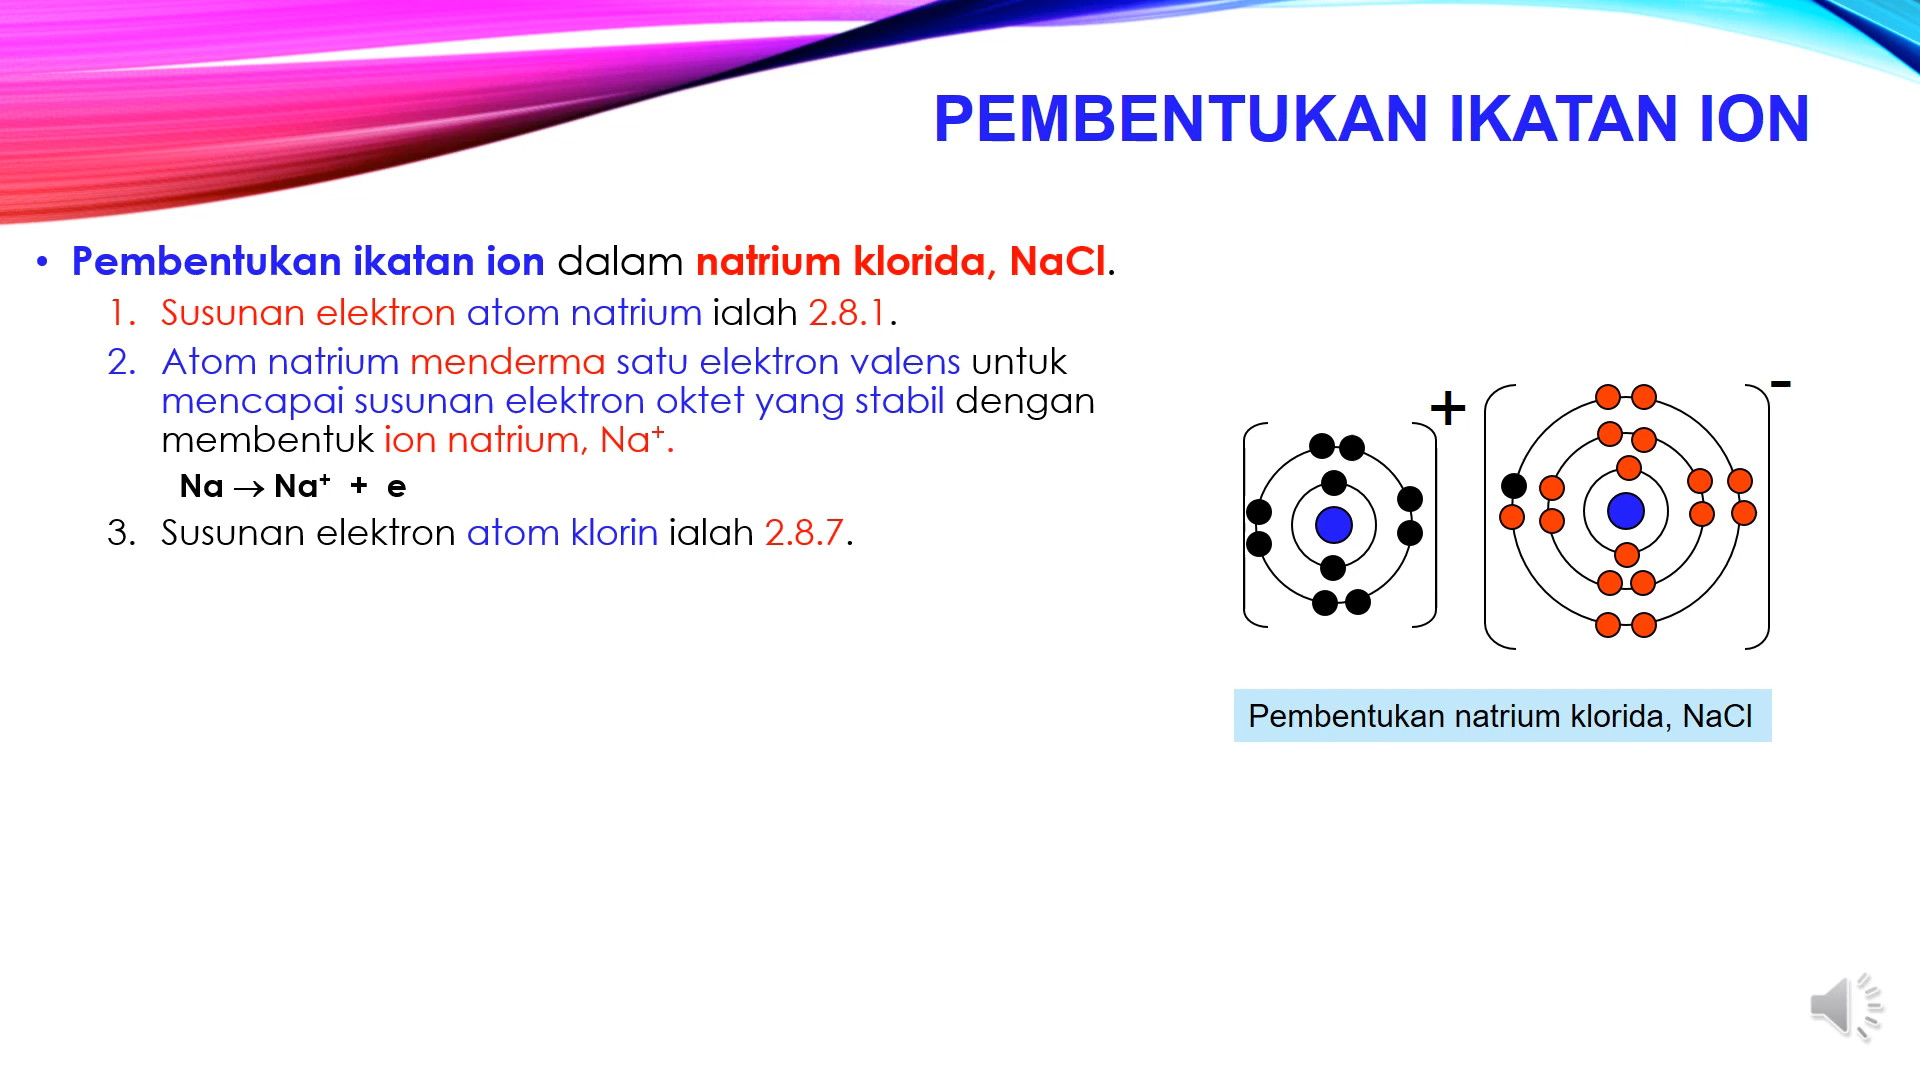 PEMBENTUKAN IKATAN ION
• Pembentukan ikatan ion dalam natrium klorida, NaCl.
1. Susunan elektron atom natrium ialah 2.8.1.
2. Atom natrium menderma satu elektron valens untuk
mencapai susunan elektron oktet yang stabil dengan
membentuk ion natrium, Na⁺.
Na → Na⁺ + e
3. Susunan elektron atom klorin ialah 2.8.7.
+
-
Pembentukan natrium klorida, NaCl